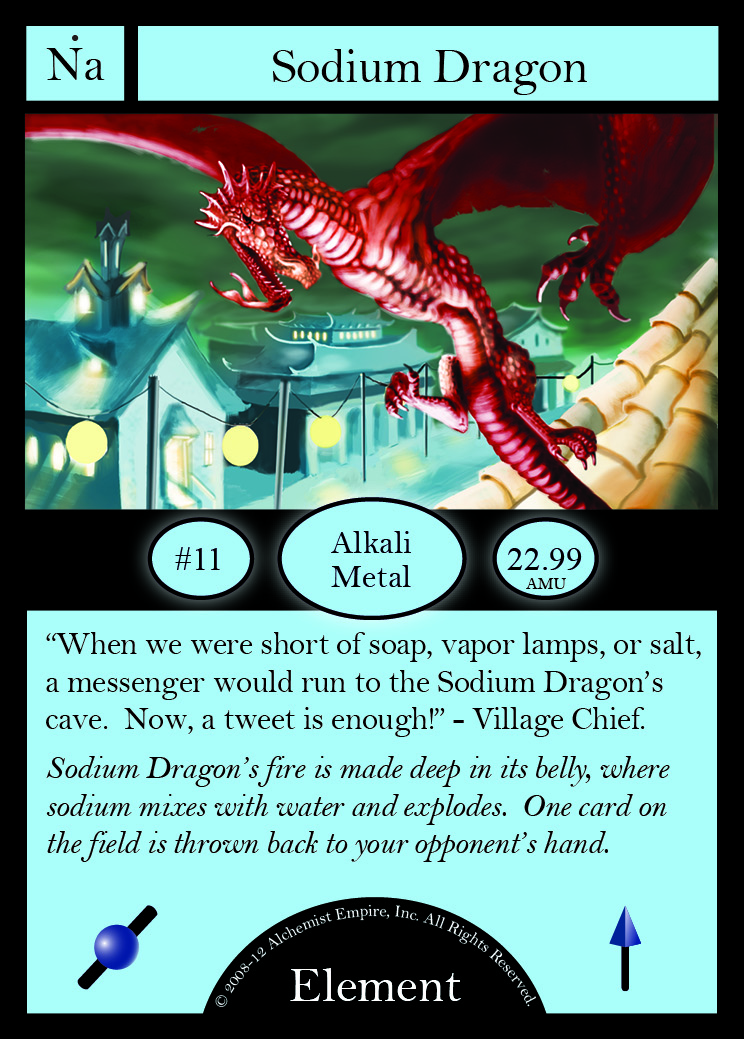 Ṅa
Sodium Dragon
#11
Alkali
Metal
22.99
AMU
“When we were short of soap, vapor lamps, or salt,
a messenger would run to the Sodium Dragon’s
cave.  Now, a tweet is enough!” – Village Chief.
Sodium Dragon’s fire is made deep in its belly, where
sodium mixes with water and explodes.  One card on
the field is thrown back to your opponent’s hand.
© 2008-12 Alchemist Empire, Inc. All Rights Reserved.
Element